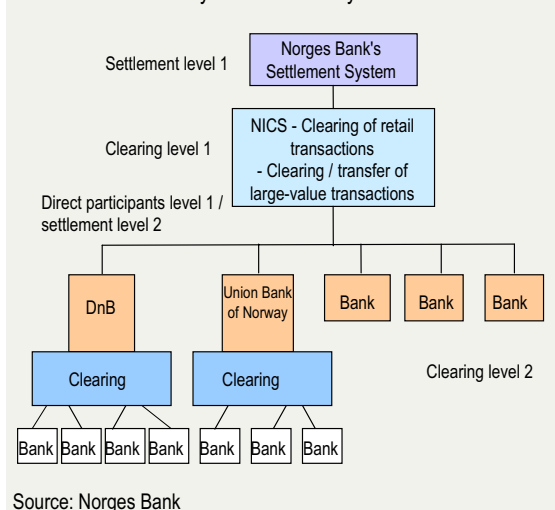 Settlement level 1
Norges Bank's
Settlement System
Clearing level 1
NICS - Clearing of retail
transactions
- Clearing / transfer of
large-value transactions
Direct participants level 1 /
settlement level 2
DnB
Union Bank
of Norway
Bank
Bank
Bank
Clearing
Clearing
Clearing level 2
Bank
Bank
Bank
Bank
Bank
Bank
Bank
Source: Norges Bank